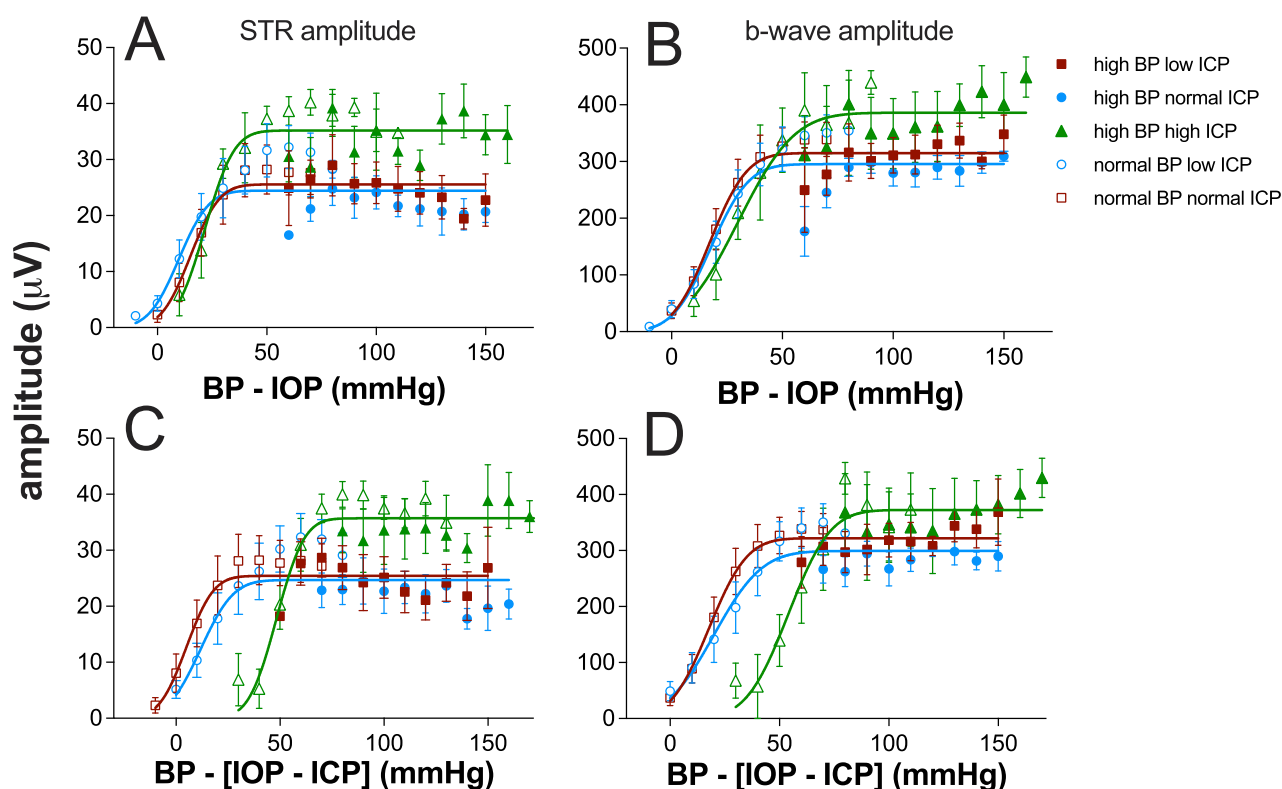 A
STR amplitude
50
40
30
20
10
0
0
50
100
150
BP - IOP (mmHg)
B
b-wave amplitude
500
400
300
200
100
0
0
50
100
150
BP - IOP (mmHg)
high BP low ICP
high BP normal ICP
high BP high ICP
normal BP low ICP
normal BP normal ICP
amplitude (μV)
C
50
40
30
20
10
0
0
50
100
150
BP - [IOP - ICP] (mmHg)
D
500
400
300
200
100
0
0
50
100
150
BP - [IOP - ICP] (mmHg)